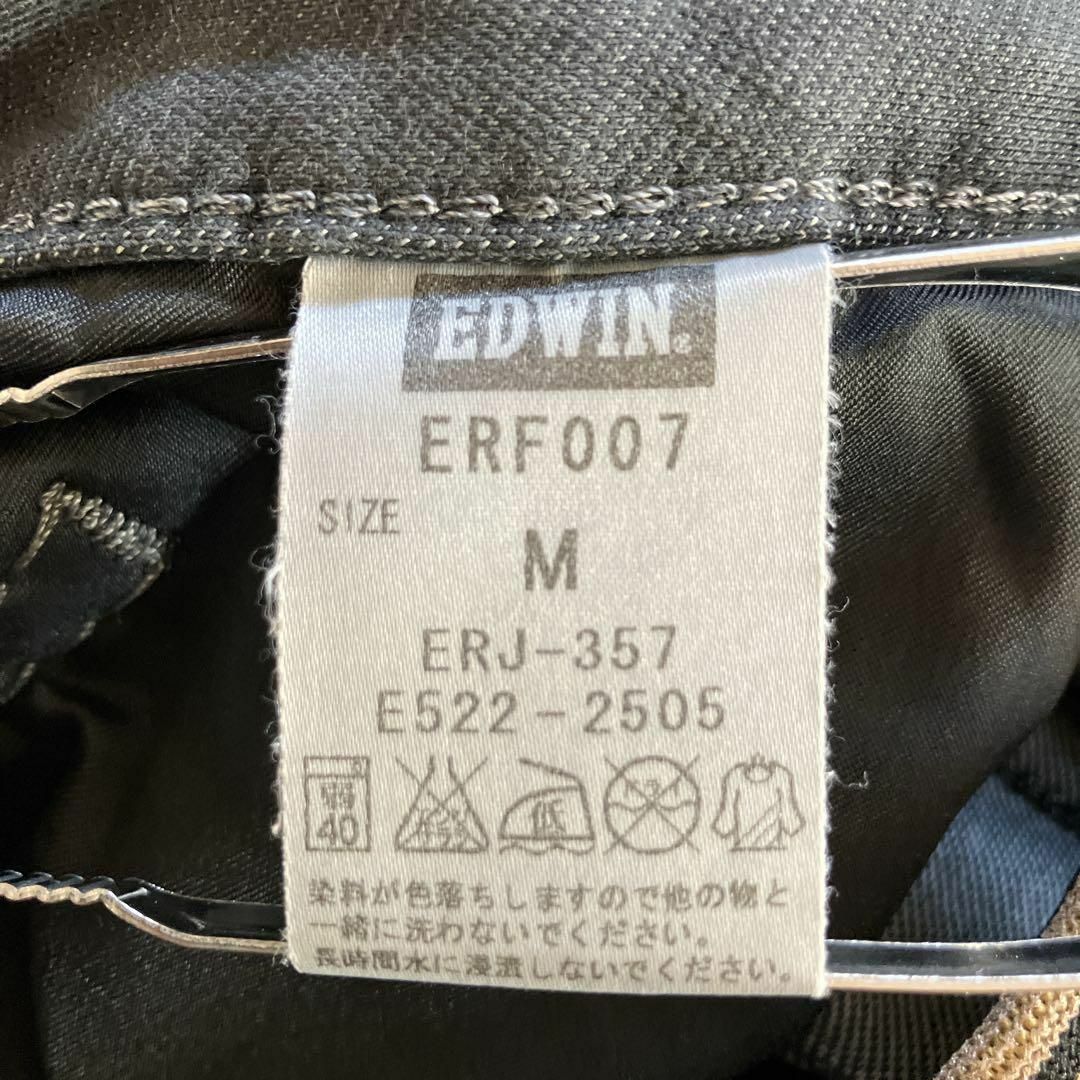 EDWIN®
ERF007
SIZE
M
ERJ-357
E522-2505
弱
40
低
染料が色落ちしますので他の物と
一緒に洗わないでください。
長時間水に浸漬しないでください。